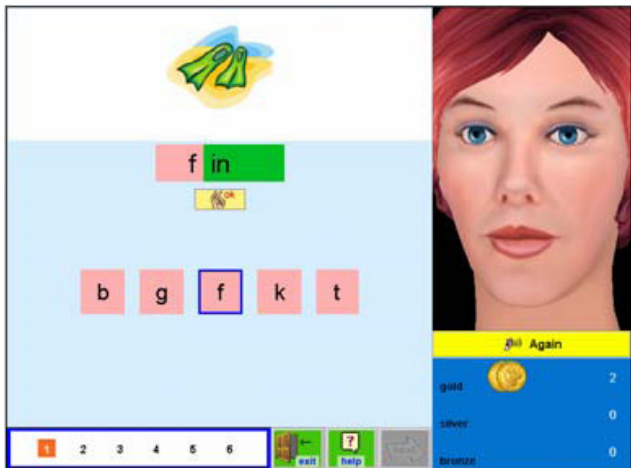 f in
ok
b g f k t
Again
gold 2
silver 0
bronze 0
1 2 3 4 5 6
exit
? help